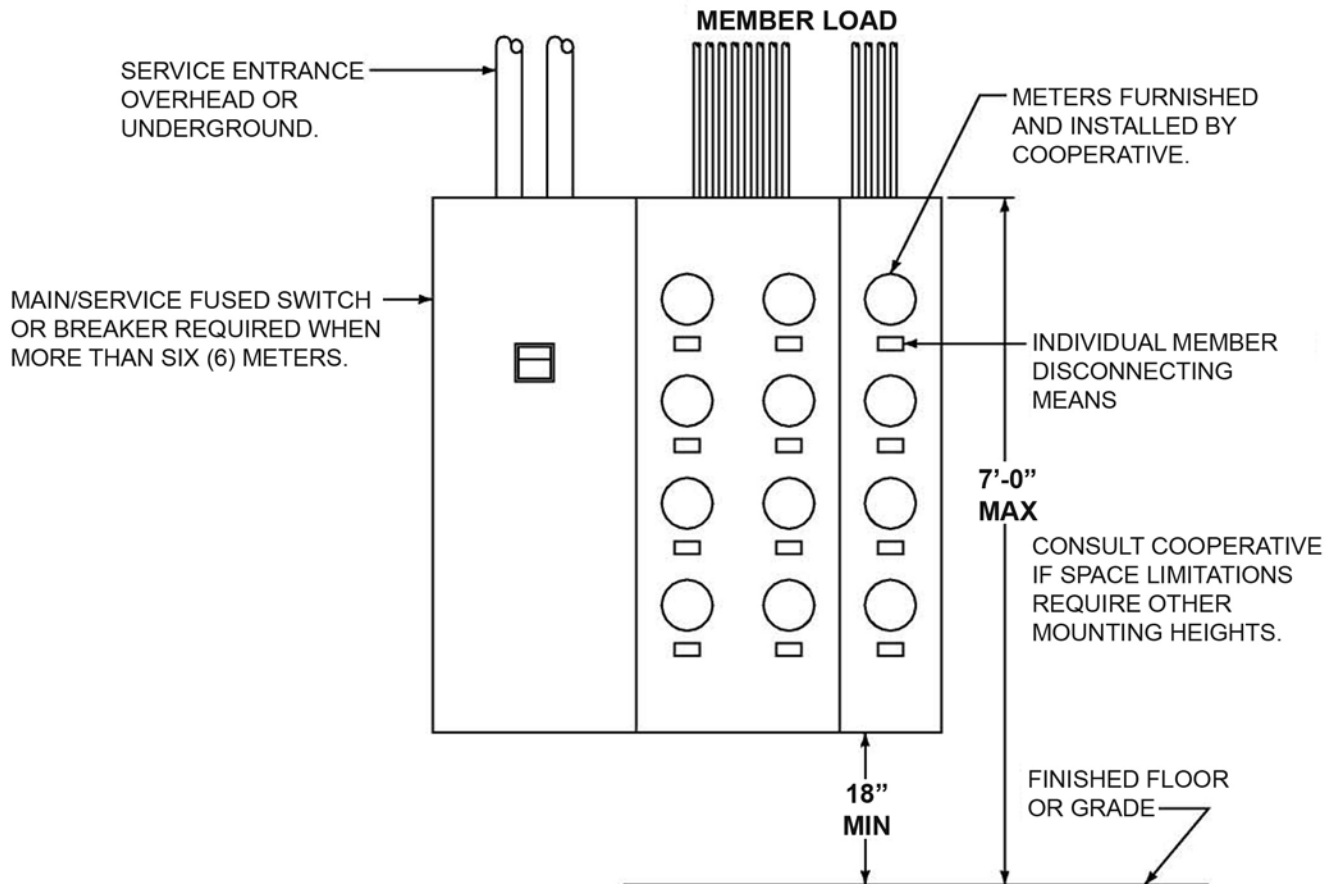 MEMBER LOAD
SERVICE ENTRANCE
OVERHEAD OR
UNDERGROUND.
METERS FURNISHED
AND INSTALLED BY
COOPERATIVE.
MAIN/SERVICE FUSED SWITCH
OR BREAKER REQUIRED WHEN
MORE THAN SIX (6) METERS.
INDIVIDUAL MEMBER
DISCONNECTING
MEANS
7’-0”
MAX
CONSULT COOPERATIVE
IF SPACE LIMITATIONS
REQUIRE OTHER
MOUNTING HEIGHTS.
18”
MIN
FINISHED FLOOR
OR GRADE